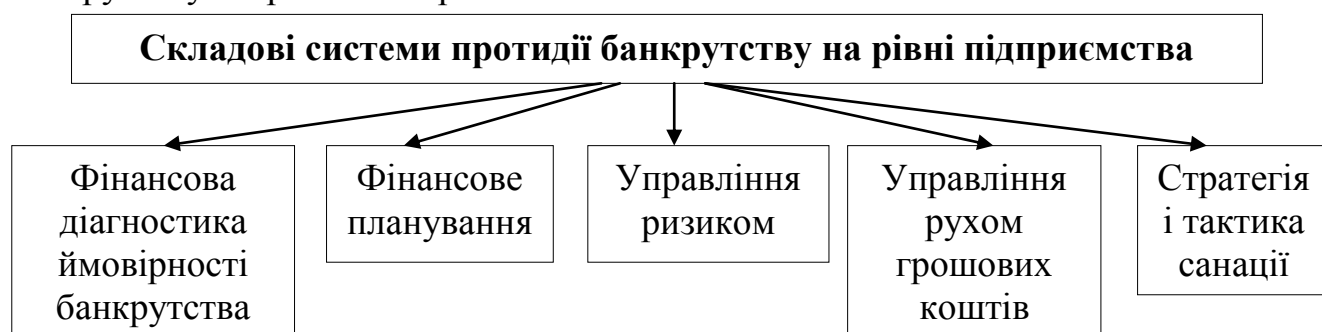 Складові системи протидії банкрутству на рівні підприємства
Фінансова
діагностика
ймовірності
банкрутства
Фінансове
планування
Управління
ризиком
Управління
рухом
грошових
коштів
Стратегія
і тактика
санації